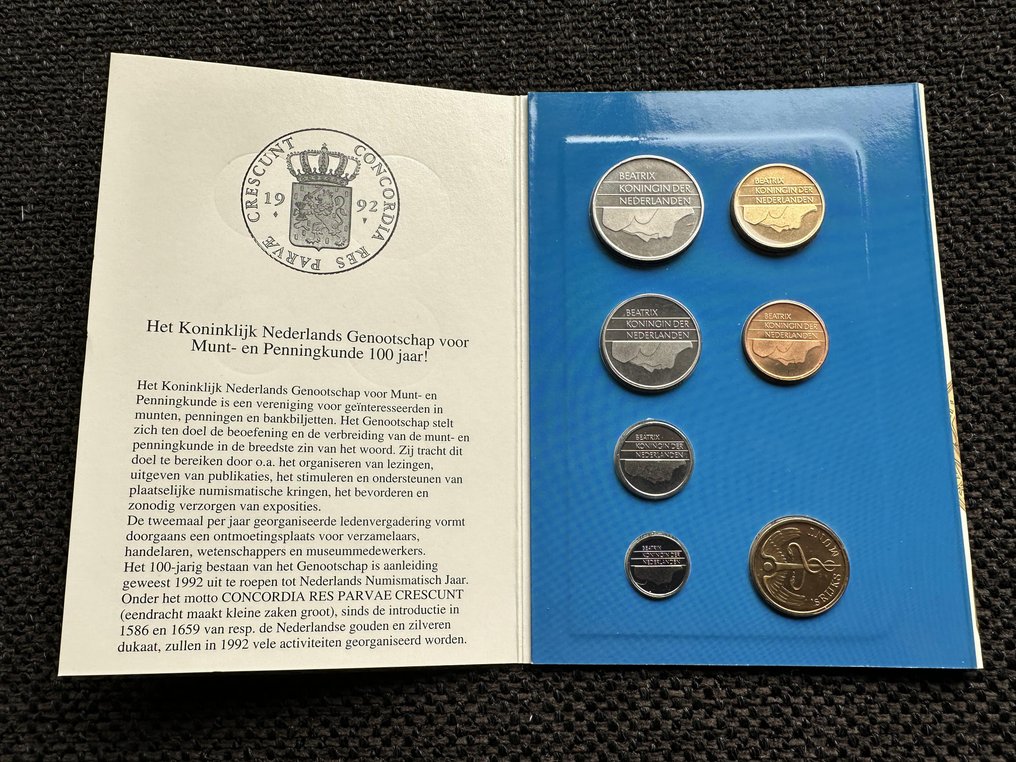 CONCORDIA RES PARVÆ CRESCUNT
19 92
Het Koninklijk Nederlands Genootschap voor
Munt- en Penningkunde 100 jaar!
Het Koninklijk Nederlands Genootschap voor Munt- en
Penningkunde is een vereniging voor geïnteresseerden in
munten, penningen en bankbiljetten. Het Genootschap stelt
zich ten doel de beoefening en de verbreiding van de munt- en
penningkunde in de breedste zin van het woord. Zij tracht dit
doel te bereiken door o.a. het organiseren van lezingen,
uitgeven van publikaties, het stimuleren en ondersteunen van
plaatselijke numismatische kringen, het bevorderen en
zonodig verzorgen van exposities.
De tweemaal per jaar georganiseerde ledenvergadering vormt
doorgaans een ontmoetingsplaats voor verzamelaars,
handelaren, wetenschappers en museummedewerkers.
Het 100-jarig bestaan van het Genootschap is aanleiding
geweest 1992 uit te roepen tot Nederlands Numismatisch Jaar.
Onder het motto CONCORDIA RES PARVAE CRESCUNT
(eendracht maakt kleine zaken groot), sinds de introductie in
1586 en 1659 van resp. de Nederlandse gouden en zilveren
dukaat, zullen in 1992 vele activiteiten georganiseerd worden.
BEATRIX
KONINGIN DER
NEDERLANDEN
BEATRIX
KONINGIN DER
NEDERLANDEN
BEATRIX
KONINGIN DER
NEDERLANDEN
BEATRIX
KONINGIN DER
NEDERLANDEN
BEATRIX
KONINGIN DER
NEDERLANDEN
BEATRIX
KONINGIN DER
NEDERLANDEN
'S RIJKS MUNT